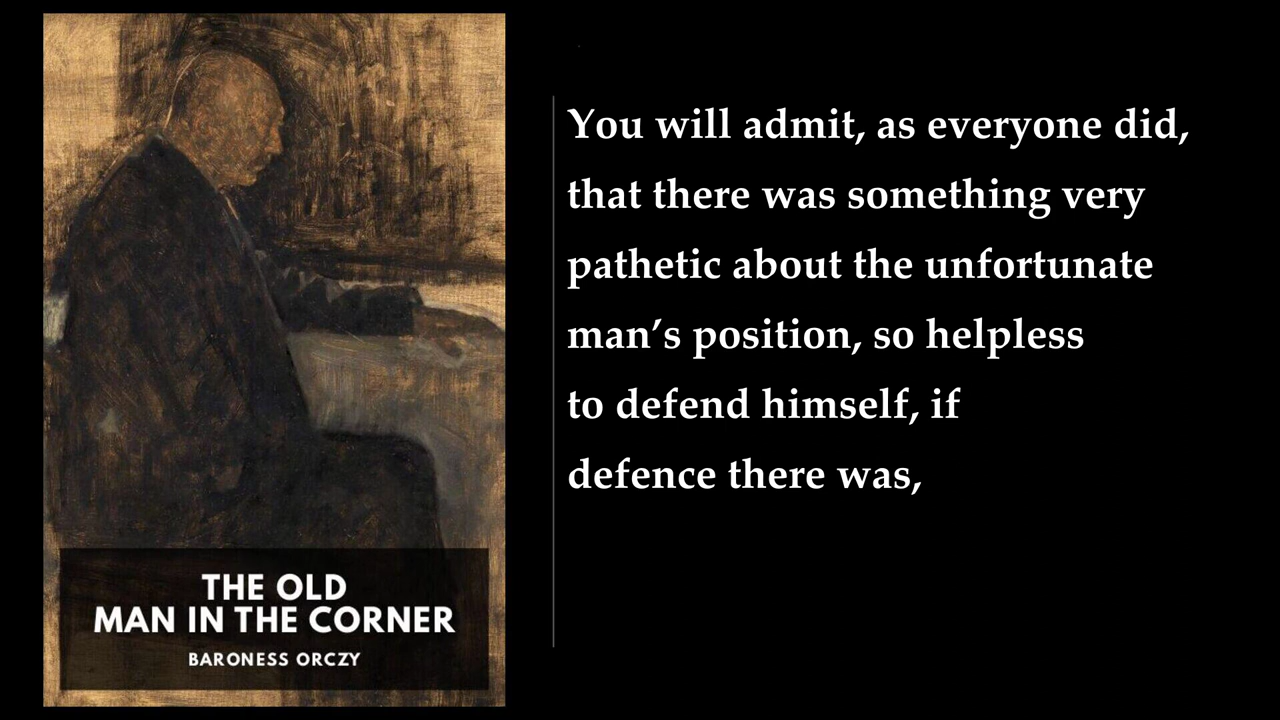 THE OLD
MAN IN THE CORNER
BARONESS ORCZY
You will admit, as everyone did,
that there was something very
pathetic about the unfortunate
man’s position, so helpless
to defend himself, if
defence there was,